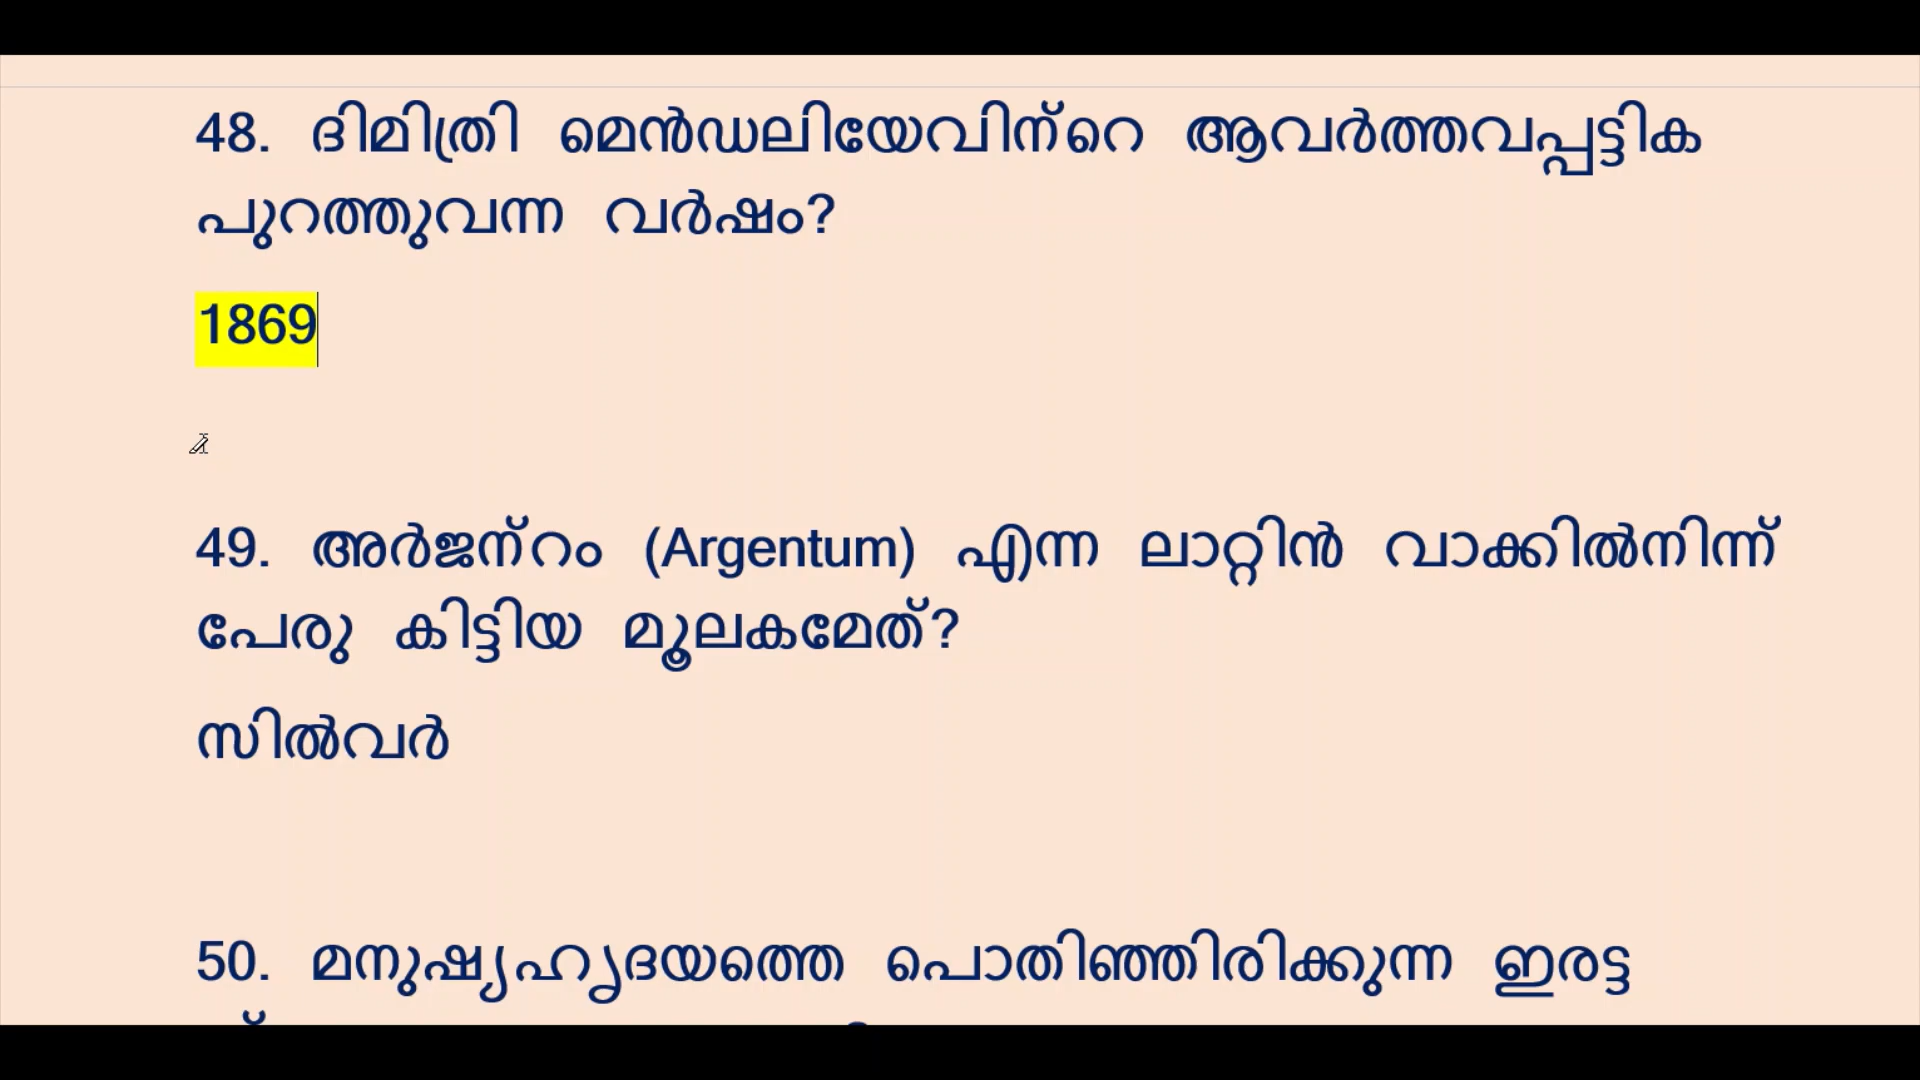 48. ദിമിത്രി മെൻഡലിയേവിന്റെ ആവർത്തവപ്പട്ടിക
പുറത്തുവന്ന വർഷം?
1869
49. അർജന്റം (Argentum) എന്ന ലാറ്റിൻ വാക്കിൽനിന്ന്
പേരു കിട്ടിയ മൂലകമേത്?
സിൽവർ
50. മനുഷ്യഹൃദയത്തെ പൊതിഞ്ഞിരിക്കുന്ന ഇരട്ട